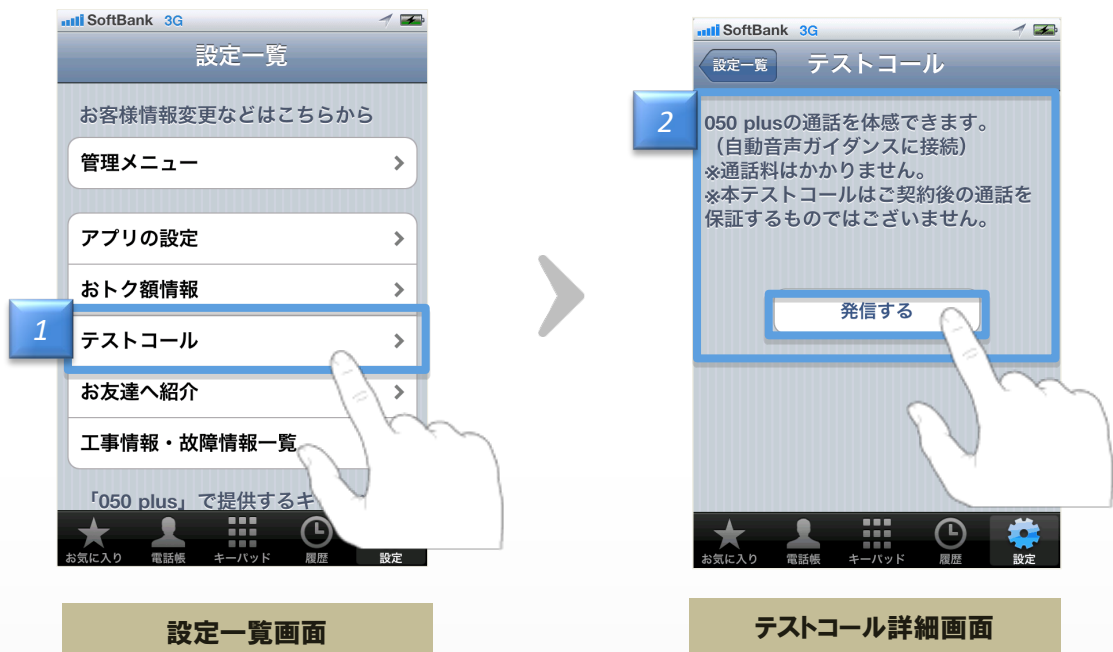 SoftBank 3G
設定一覧
お客様情報変更などはこちらから
管理メニュー
アプリの設定
おトク額情報
1
テストコール
お友達へ紹介
工事情報・故障情報一覧
「050 plus」で提供するキ
お気に入り 電話帳 キーパッド 履歴 設定
設定一覧画面
SoftBank 3G
設定一覧 テストコール
2
050 plusの通話を体感できます。
（自動音声ガイダンスに接続）
※通話料はかかりません。
※本テストコールはご契約後の通話を
保証するものではございません。
発信する
お気に入り 電話帳 キーパッド 履歴 設定
テストコール詳細画面